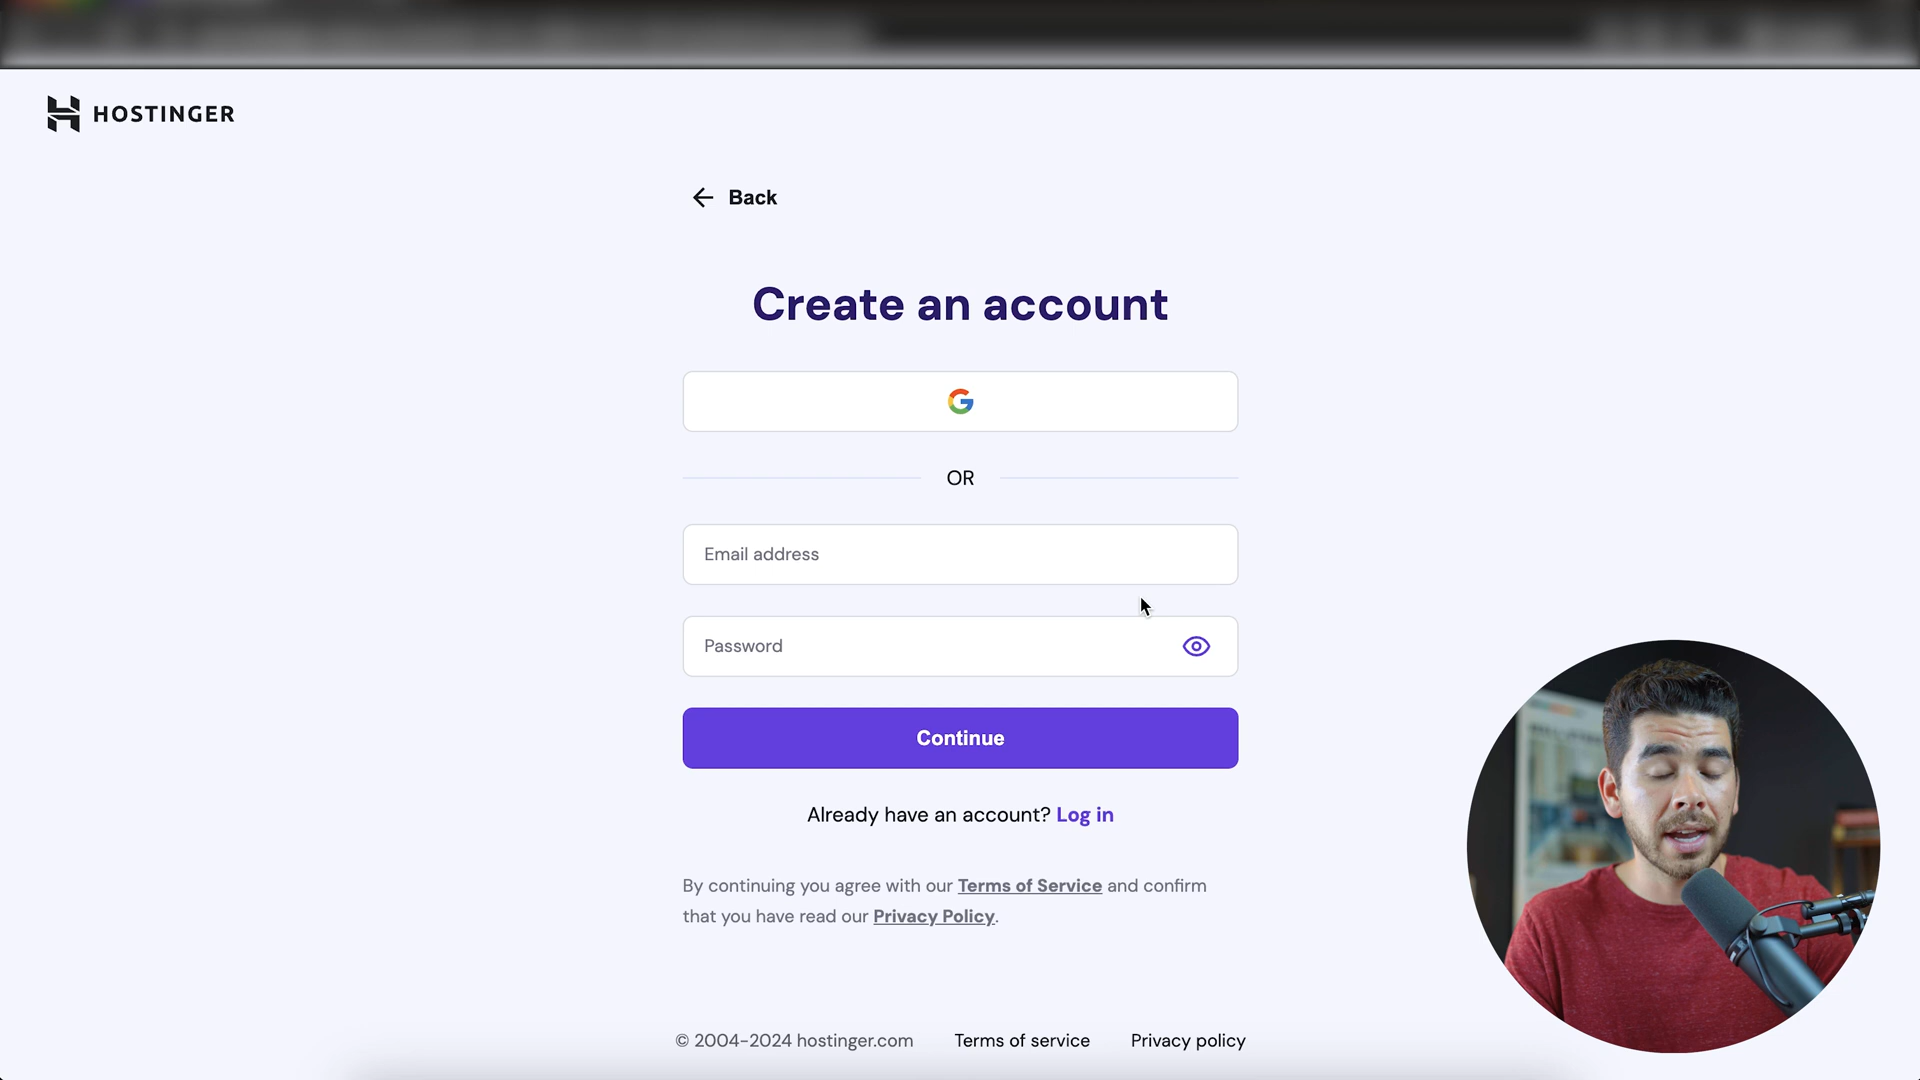 HOSTINGER
Back
Create an account
OR
Email address
Password
Continue
Already have an account? Log in
By continuing you agree with our Terms of Service and confirm
that you have read our Privacy Policy.
© 2004-2024 hostinger.com Terms of service Privacy policy